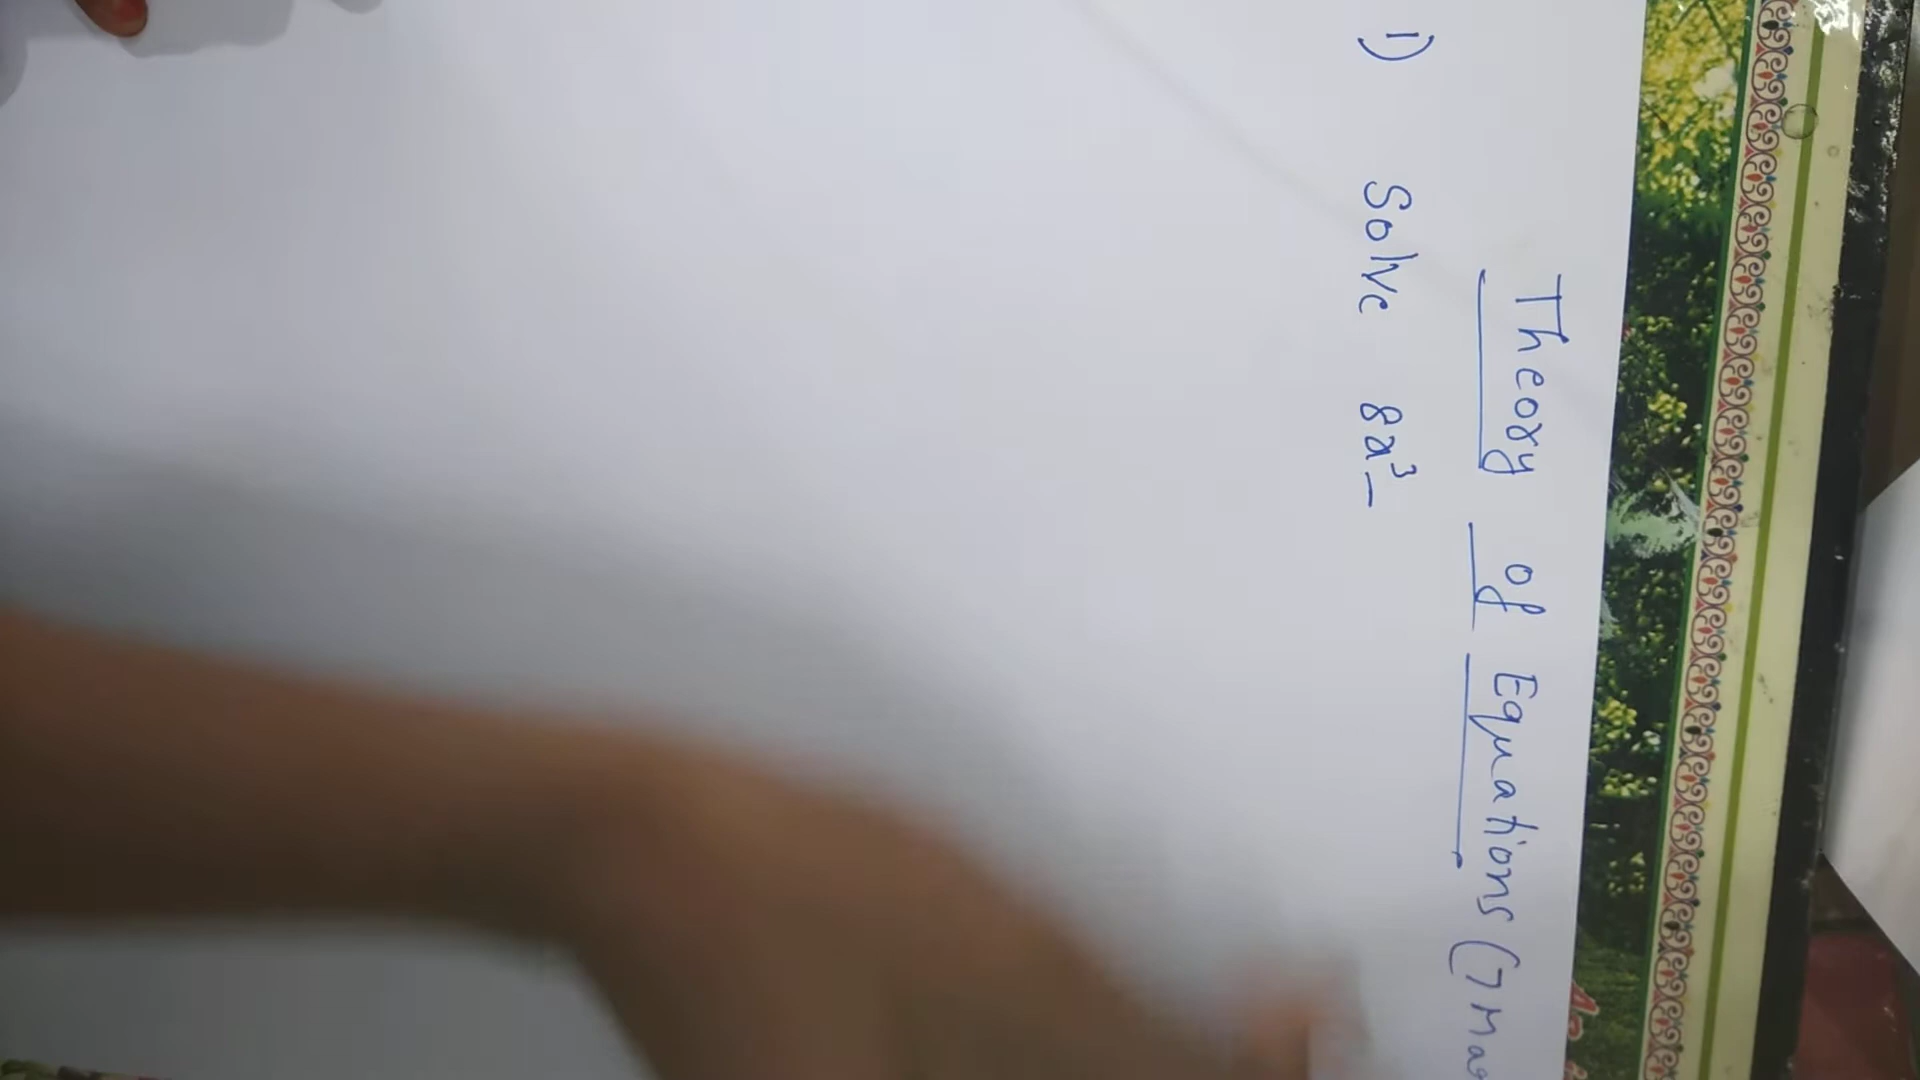 Theory of Equations (7 Ma
1) Solve 8x³ –